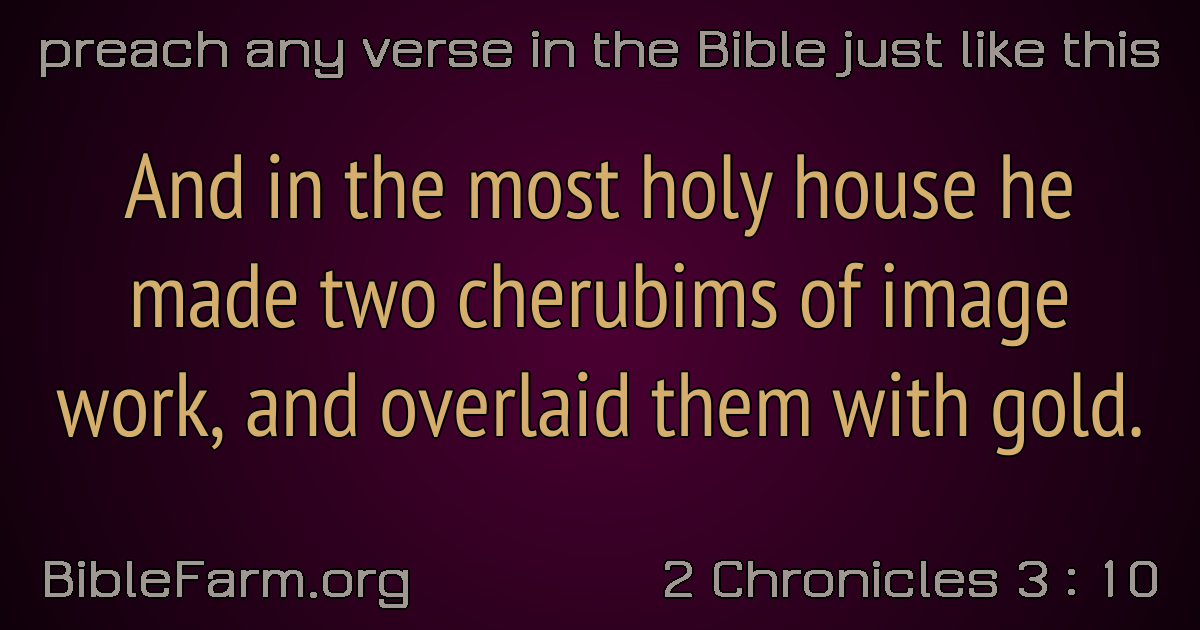 preach any verse in the Bible just like this
And in the most holy house he
made two cherubims of image
work, and overlaid them with gold.
BibleFarm.org
2 Chronicles 3 : 10